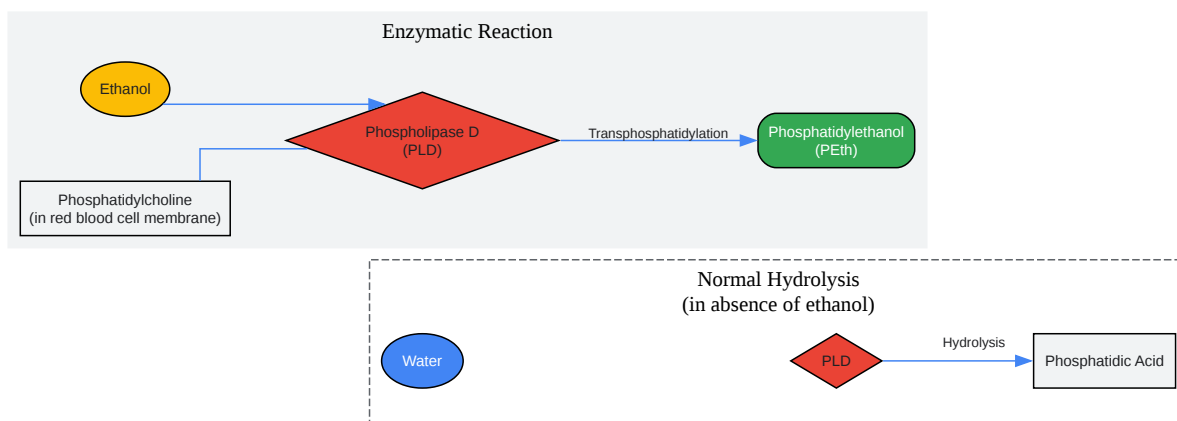 Enzymatic Reaction
Ethanol
Phospholipase D
(PLD)
Transphosphatidylation
Phosphatidylethanol
(PEth)
Phosphatidylcholine
(in red blood cell membrane)
Normal Hydrolysis
(in absence of ethanol)
Water
PLD
Hydrolysis
Phosphatidic Acid